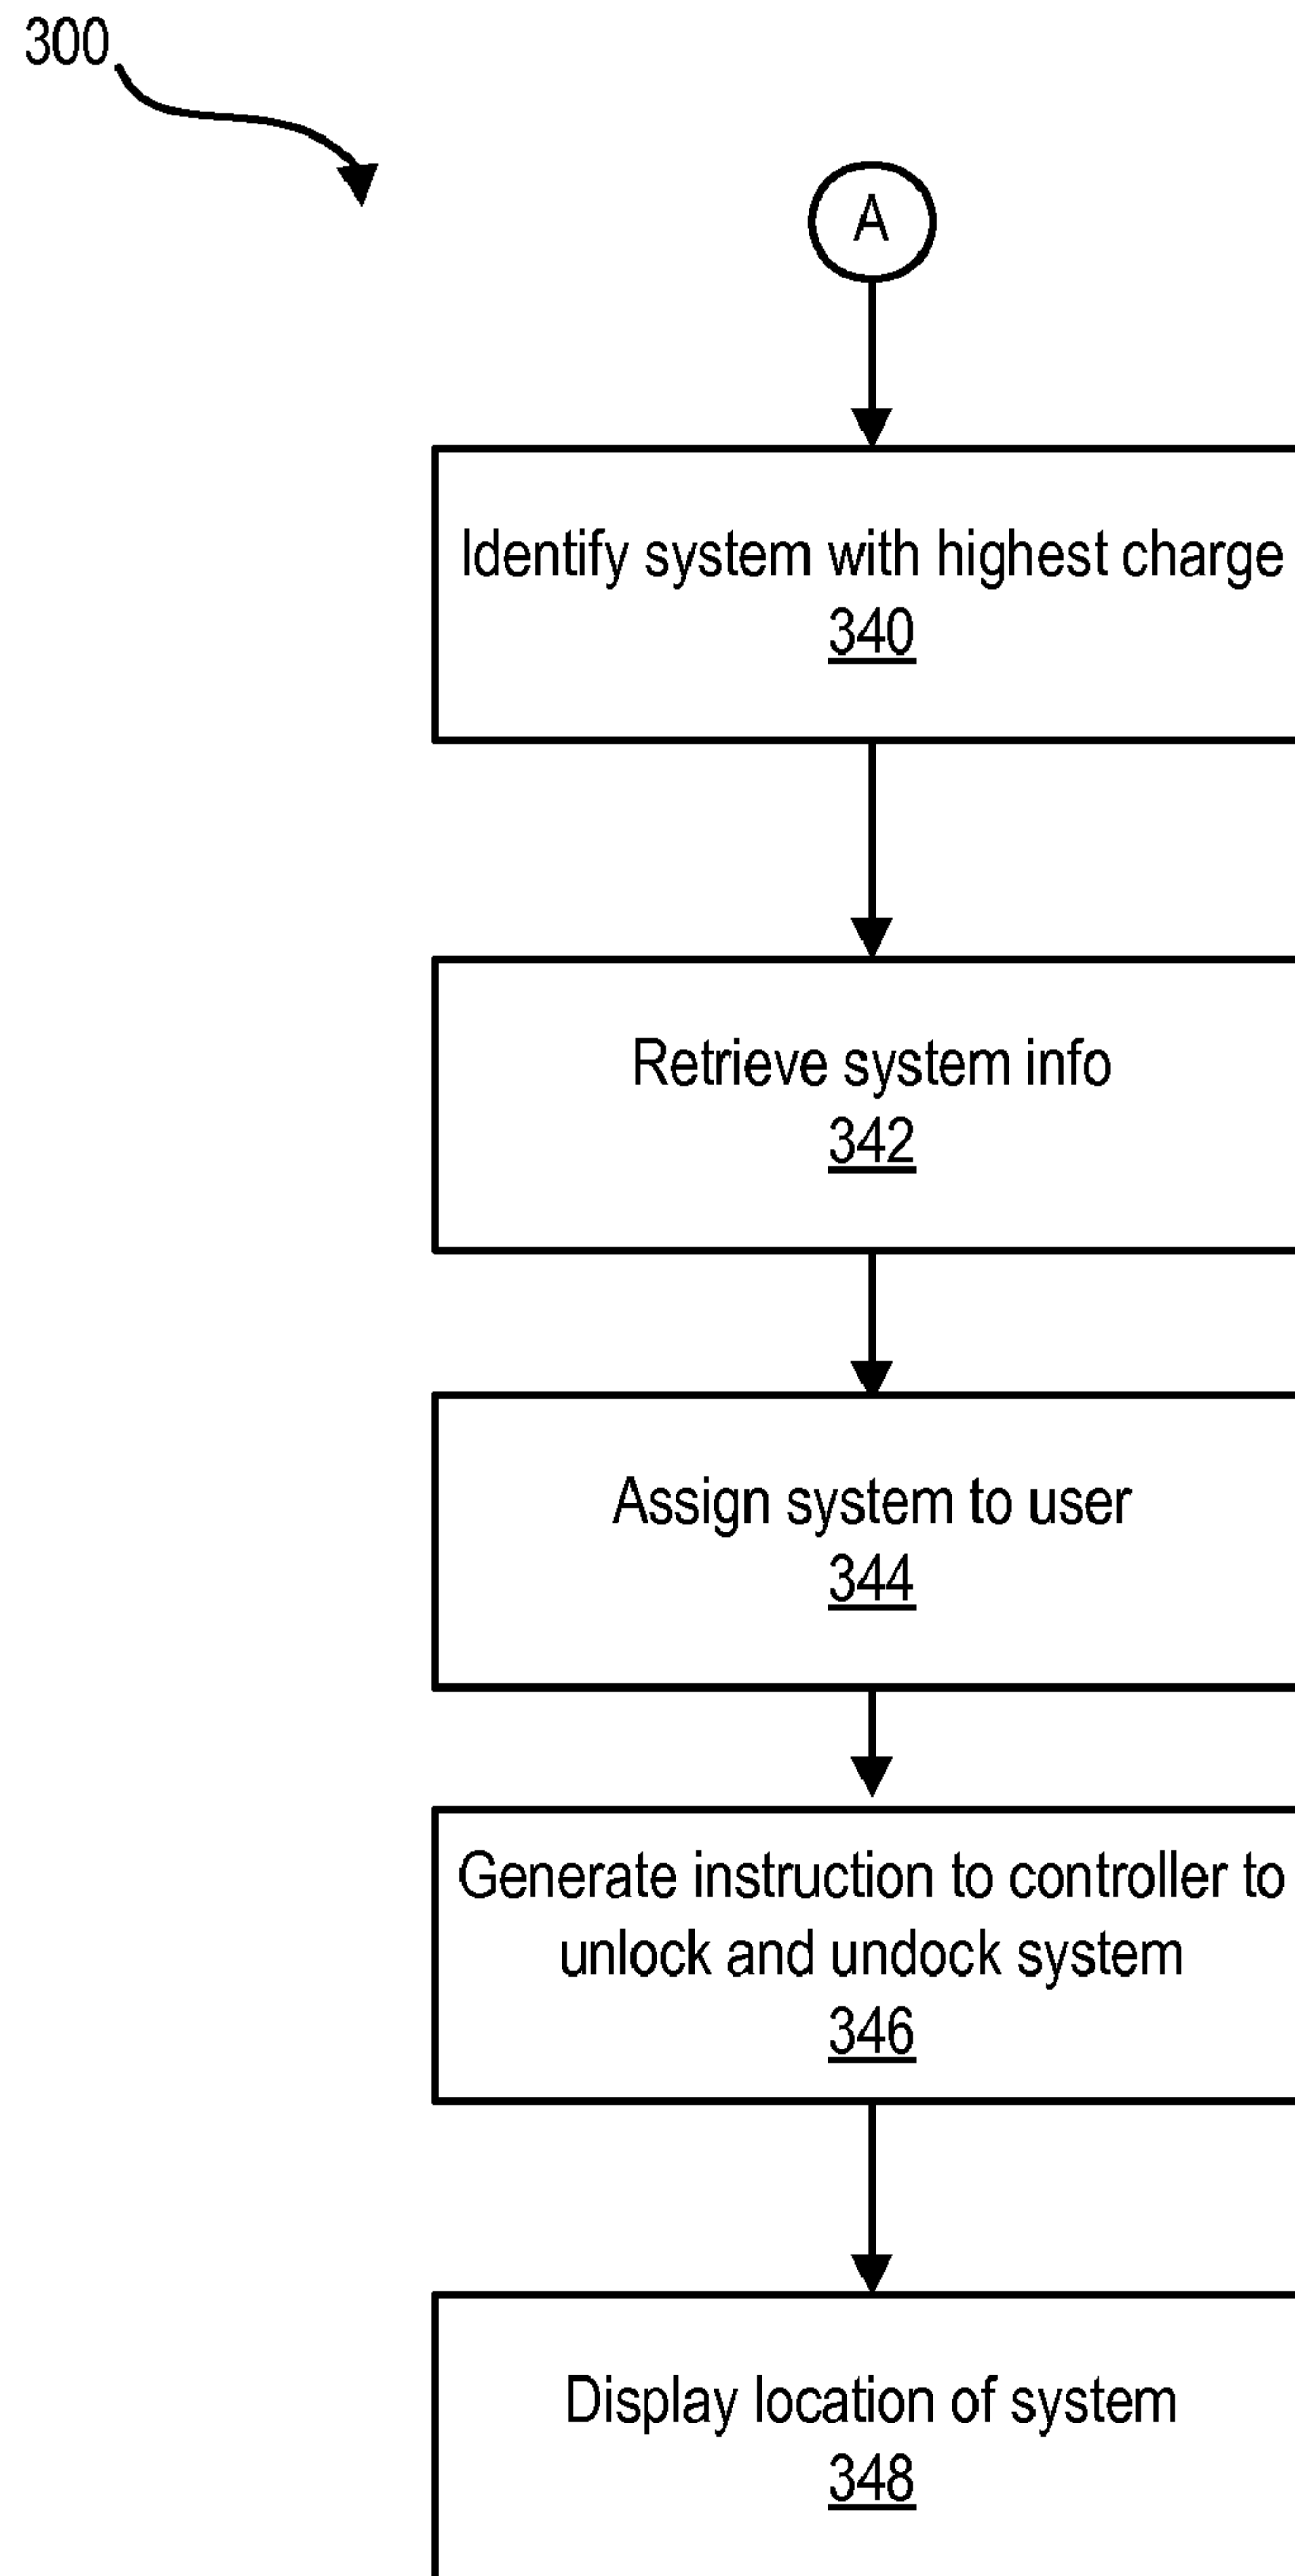 300
A
Identify system with highest charge
340
Retrieve system info
342
Assign system to user
344
Generate instruction to controller to
unlock and undock system
346
Display location of system
348